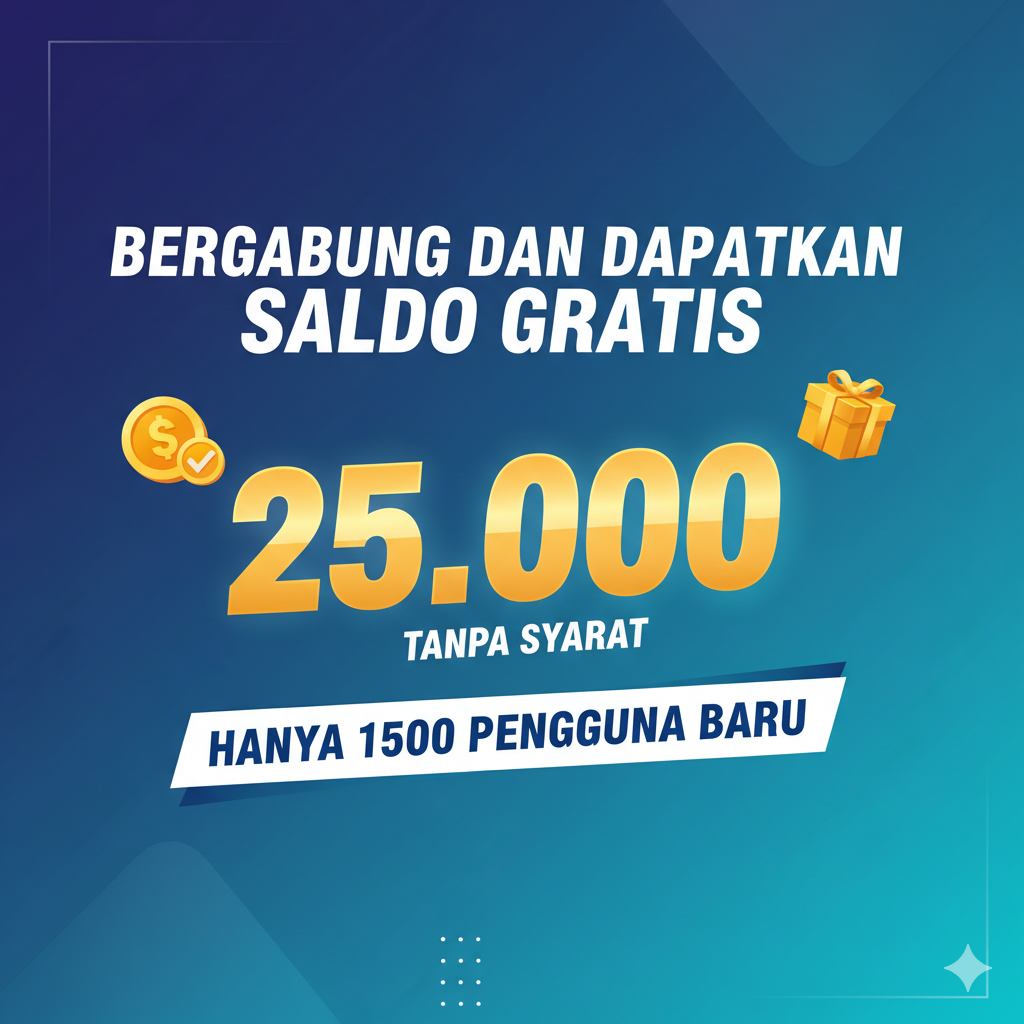 BERGABUNG DAN DAPATKAN
SALDO GRATIS
25.000
TANPA SYARAT
HANYA 1500 PENGGUNA BARU